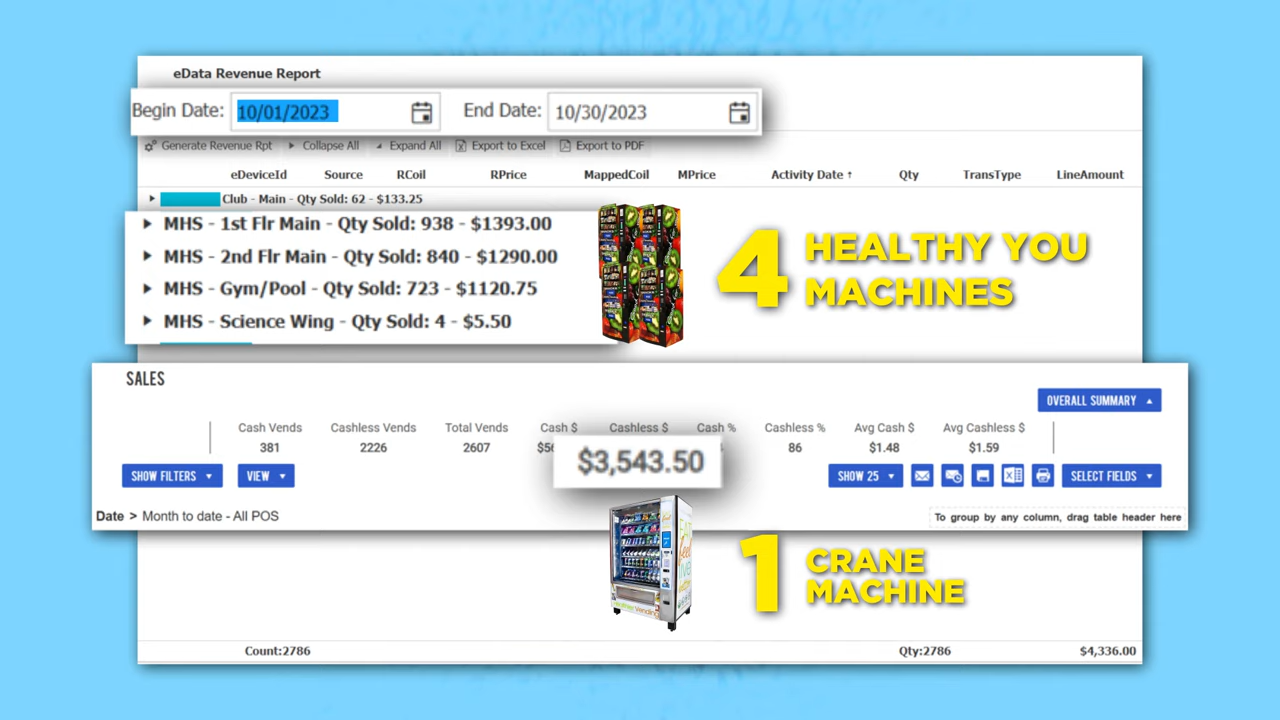 eData Revenue Report
Begin Date: 10/01/2023 End Date: 10/30/2023
Generate Revenue Rpt Collapse All Expand All Export to Excel Export to PDF
eDeviceId Source RCoil RPrice MappedCoil MPrice Activity Date ↑ Qty TransType LineAmount
Club - Main - Qty Sold: 62 - $133.25
MHS - 1st Flr Main - Qty Sold: 938 - $1393.00
MHS - 2nd Flr Main - Qty Sold: 840 - $1290.00
MHS - Gym/Pool - Qty Sold: 723 - $1120.75
MHS - Science Wing - Qty Sold: 4 - $5.50
4 HEALTHY YOU
MACHINES
SALES
OVERALL SUMMARY
Cash Vends Cashless Vends Total Vends Cash $ Cashless $ Cash % Cashless % Avg Cash $ Avg Cashless $
381 2226 2607 $3,543.50 86 $1.48 $1.59
SHOW FILTERS VIEW SHOW 25 SELECT FIELDS
Date > Month to date - All POS To group by any column, drag table header here
1 CRANE
MACHINE
Count:2786 Qty:2786 $4,336.00